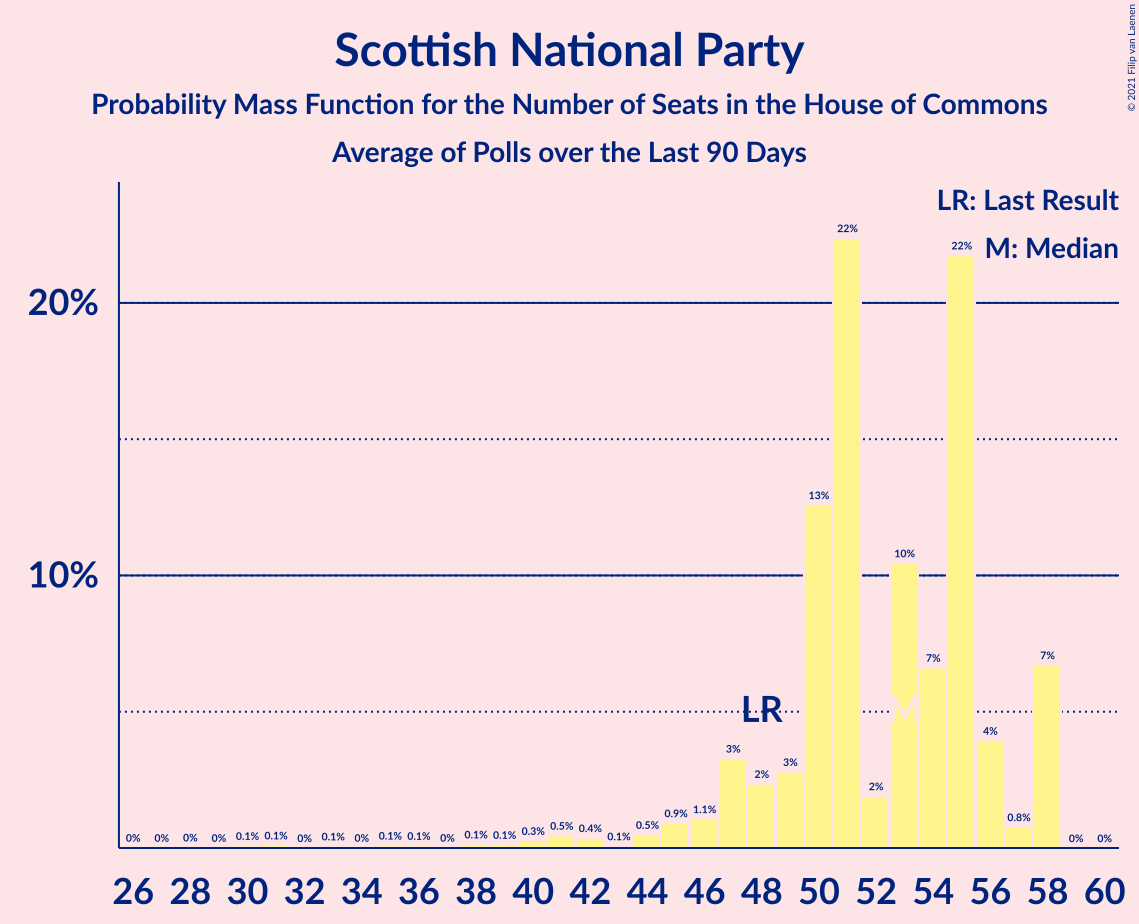 © 2021 Filip van Laenen
Scottish National Party
Probability Mass Function for the Number of Seats in the House of Commons
Average of Polls over the Last 90 Days
LR: Last Result
M: Median
20%
10%
0% 0% 0% 0% 0.1% 0.1% 0% 0.1% 0% 0.1% 0.1% 0% 0.1% 0.1% 0.3% 0.5% 0.4% 0.1% 0.5% 0.9% 1.1% 3% 2% 3% 13% 22% 2% 10% 7% 22% 4% 0.8% 7% 0% 0%
LR M
26 28 30 32 34 36 38 40 42 44 46 48 50 52 54 56 58 60